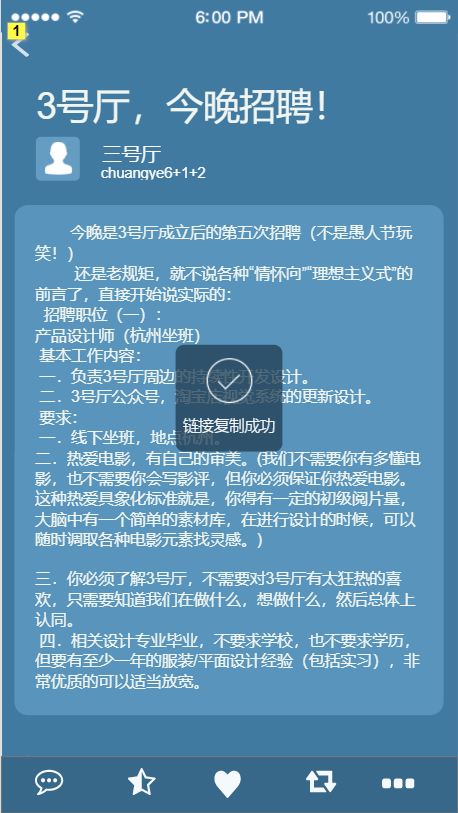 6:00 PM 100%
1
3号厅，今晚招聘！
三号厅
chuangye6+1+2
今晚是3号厅成立后的第五次招聘（不是愚人节玩
笑！）
还是老规矩，就不说各种“情怀向”“理想主义式”的
前言了，直接开始说实际的：
招聘职位（一）：
产品设计师（杭州坐班）
基本工作内容：
一．负责3号厅周边的持续性开发设计。
二．3号厅公众号，淘宝店视觉系统的更新设计。
要求：
一．线下坐班，地点杭州。
链接复制成功
二．热爱电影，有自己的审美。（我们不需要你有多懂电
影，也不需要你会写影评，但你必须保证你热爱电影。
这种热爱具象化标准就是，你得有一定的初级阅片量，
大脑中有一个简单的素材库，在进行设计的时候，可以
随时调取各种电影元素找灵感。）
三．你必须了解3号厅，不需要对3号厅有太狂热的喜
欢，只需要知道我们在做什么，想做什么，然后总体上
认同。
四．相关设计专业毕业，不要求学校，也不要求学历，
但要有至少一年的服装/平面设计经验（包括实习），非
常优质的可以适当放宽。